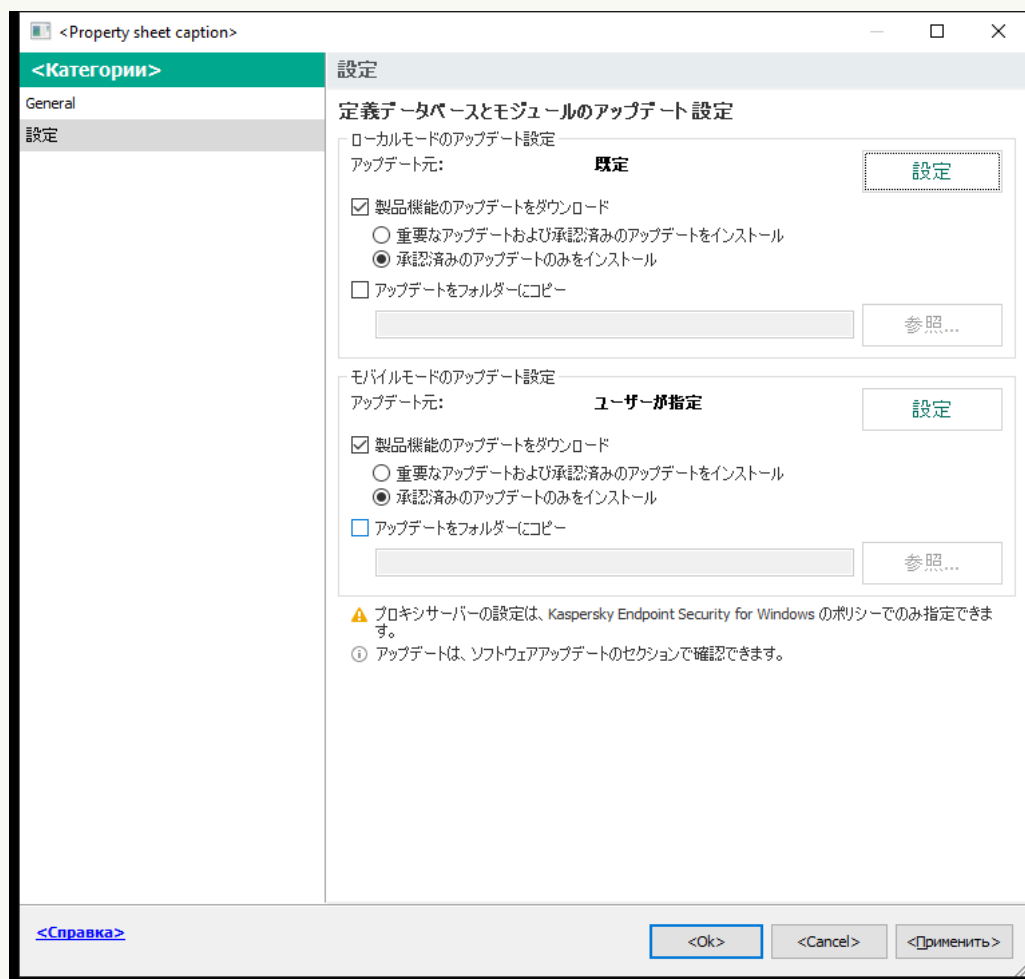 <Property sheet caption>
<Категории>
General
設定
設定
定義データベースとモジュールのアップデート設定
ローカルモードのアップデート設定
アップデート元: 既定
設定
製品機能のアップデートをダウンロード
重要なアップデートおよび承認済みのアップデートをインストール
承認済みのアップデートのみをインストール
アップデートをフォルダーにコピー
参照...
モバイルモードのアップデート設定
アップデート元: ユーザーが指定
設定
製品機能のアップデートをダウンロード
重要なアップデートおよび承認済みのアップデートをインストール
承認済みのアップデートのみをインストール
アップデートをフォルダーにコピー
参照...
プロキシサーバーの設定は、Kaspersky Endpoint Security for Windows のポリシーでのみ指定できま
す。
アップデートは、ソフトウェアアップデートのセクションで確認できます。
<Справка>
<Ok>
<Cancel>
<Применить>